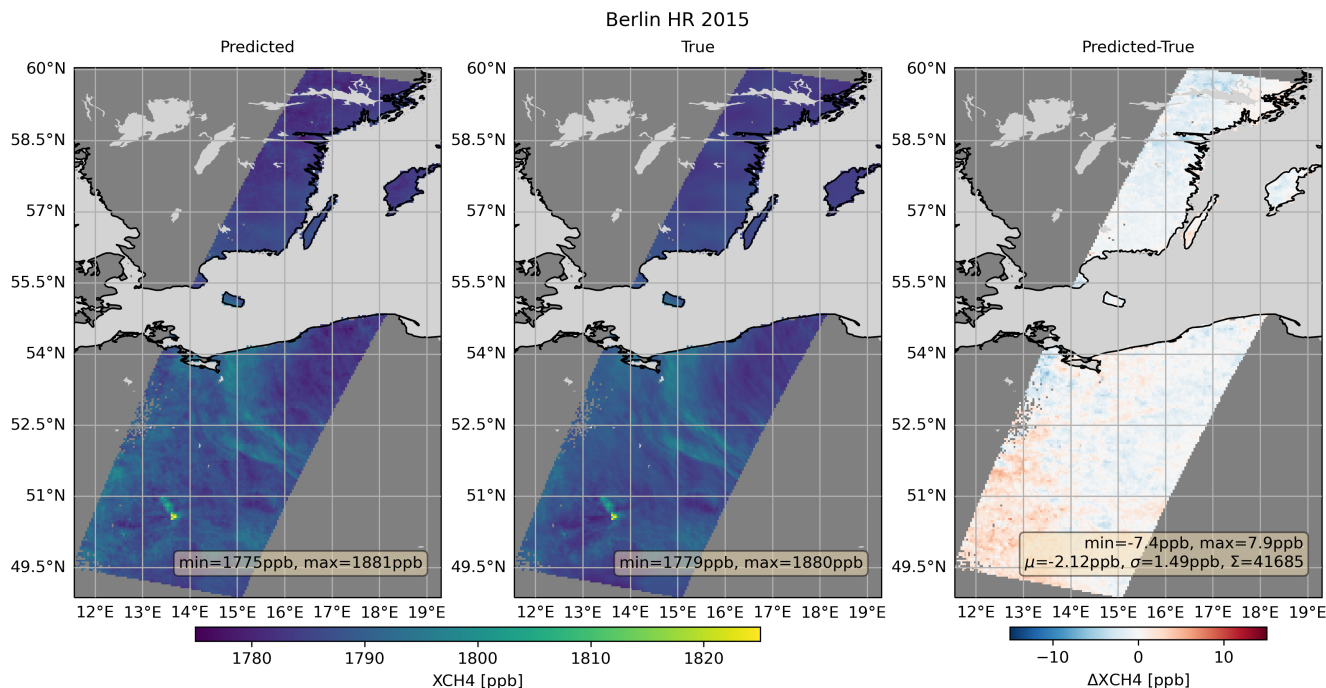 Berlin HR 2015
Predicted
True
Predicted-True
60°N
58.5°N
57°N
55.5°N
54°N
52.5°N
51°N
49.5°N
min=1775ppb, max=1881ppb
12°E 13°E 14°E 15°E 16°E 17°E 18°E 19°E
60°N
58.5°N
57°N
55.5°N
54°N
52.5°N
51°N
49.5°N
min=1779ppb, max=1880ppb
12°E 13°E 14°E 15°E 16°E 17°E 18°E 19°E
60°N
58.5°N
57°N
55.5°N
54°N
52.5°N
51°N
49.5°N
min=-7.4ppb, max=7.9ppb
μ=-2.12ppb, σ=1.49ppb, Σ=41685
12°E 13°E 14°E 15°E 16°E 17°E 18°E 19°E
1780 1790 1800 1810 1820
XCH4 [ppb]
−10 0 10
ΔXCH4 [ppb]